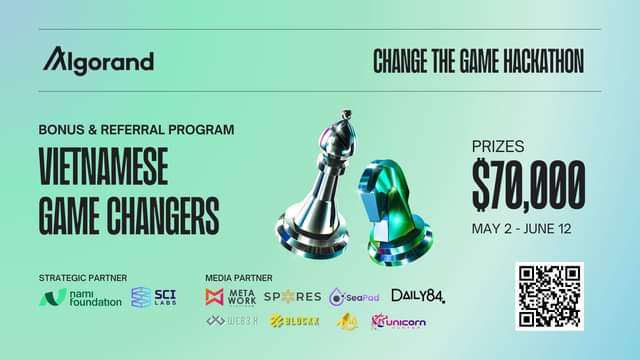 Algorand
CHANGE THE GAME HACKATHON
BONUS & REFERRAL PROGRAM
VIETNAMESE
GAME CHANGERS
PRIZES
$70,000
MAY 2 - JUNE 12
STRATEGIC PARTNER
nami
foundation
SCI
LABS
MEDIA PARTNER
META
WORK
SPORES
SeaPad
DAILY84.
WEB3.X
BLOCKX
unicorn